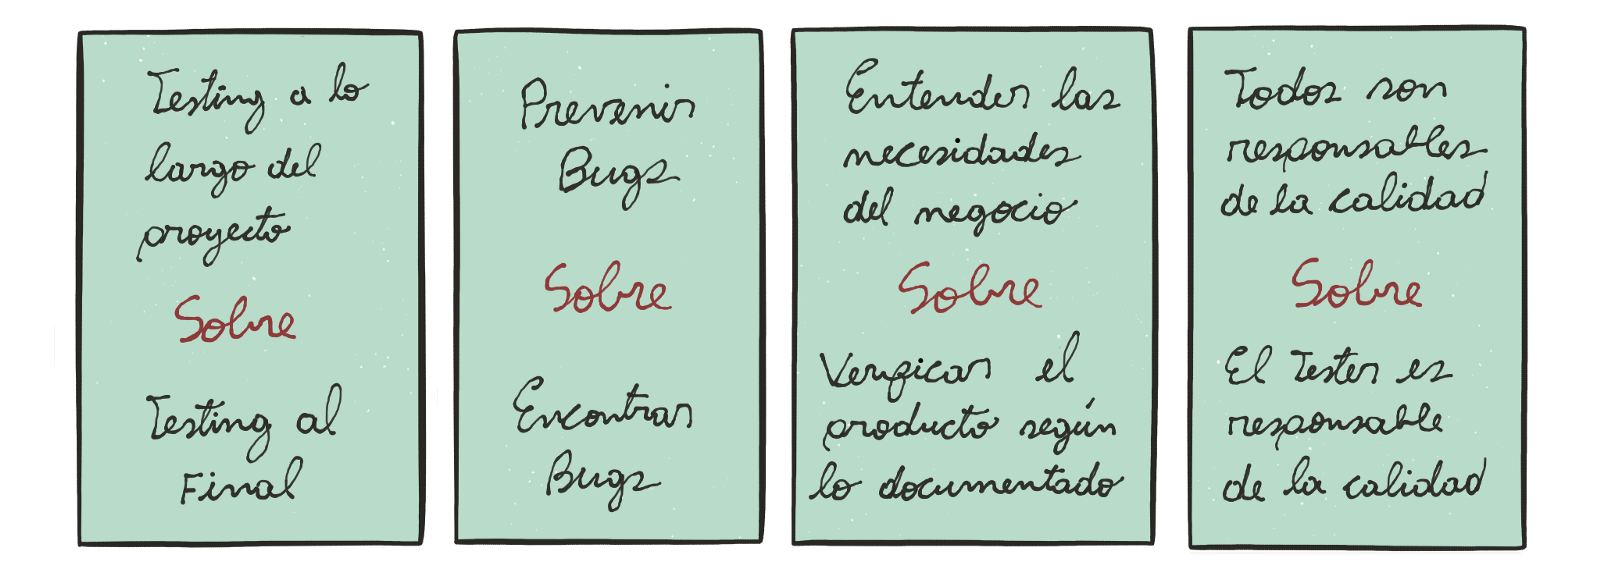 Testing a lo
largo del
proyecto
Sobre
Testing al
Final
Prevenir
Bugs
Sobre
Encontrar
Bugs
Entender las
necesidades
del negocio
Sobre
Verificar el
producto según
lo documentado
Todos son
responsables
de la calidad
Sobre
El Tester es
responsable
de la calidad